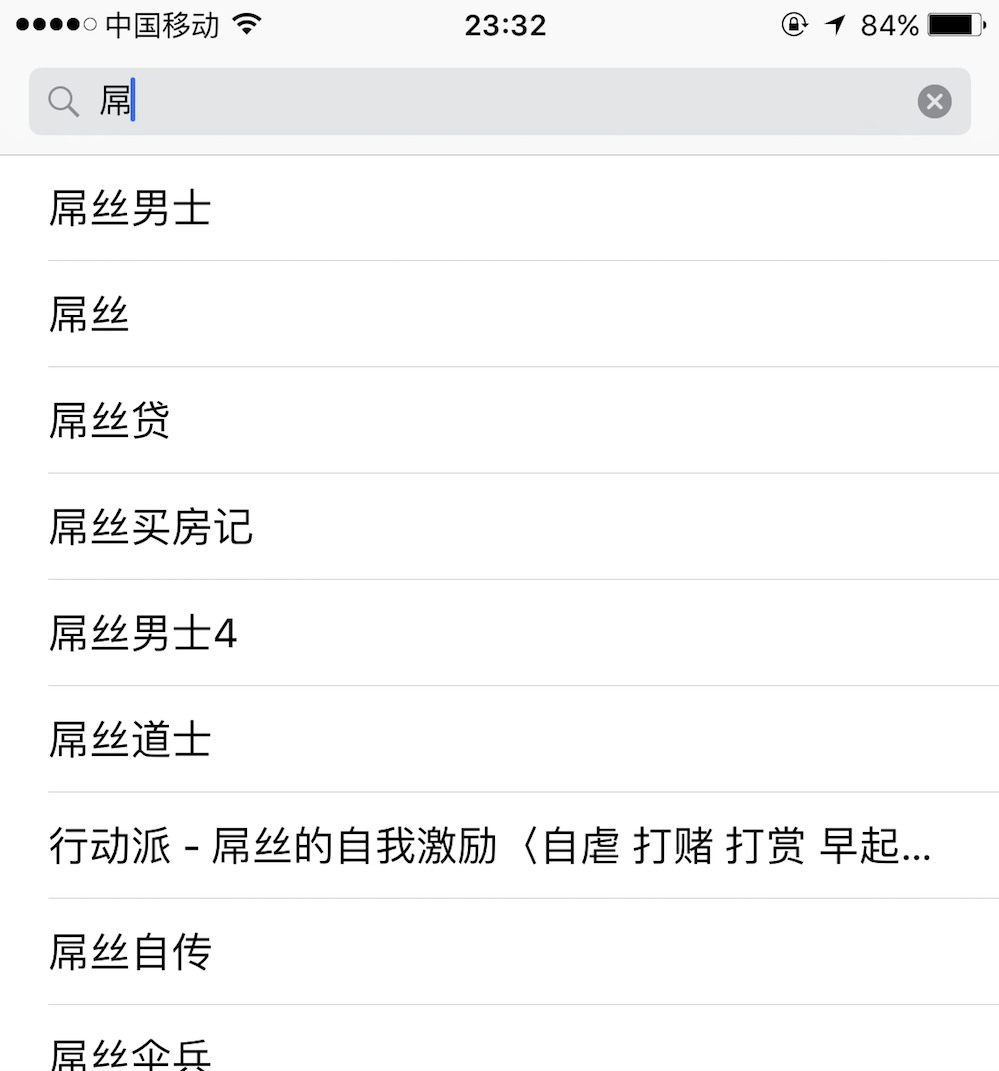 中国移动 23:32 84%
屌
屌丝男士
屌丝
屌丝贷
屌丝买房记
屌丝男士4
屌丝道士
行动派 - 屌丝的自我激励〈自虐 打赌 打赏 早起...
屌丝自传
屌丝伞兵